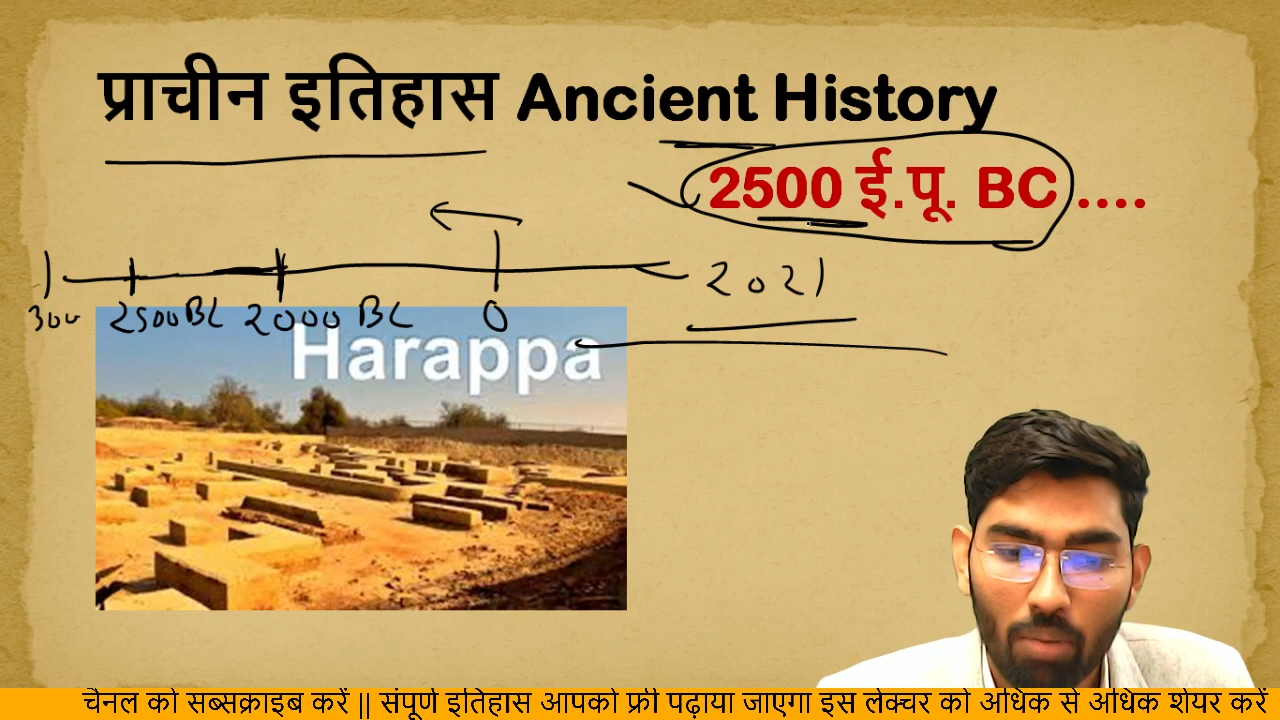 प्राचीन इतिहास Ancient History
2500 ई.पू. BC ....
2021
300 2500BC 2000 BC 0
Harappa
चैनल को सब्सक्राइब करें || संपूर्ण इतिहास आपको फ्री पढ़ाया जाएगा इस लेक्चर को अधिक से अधिक शेयर करें